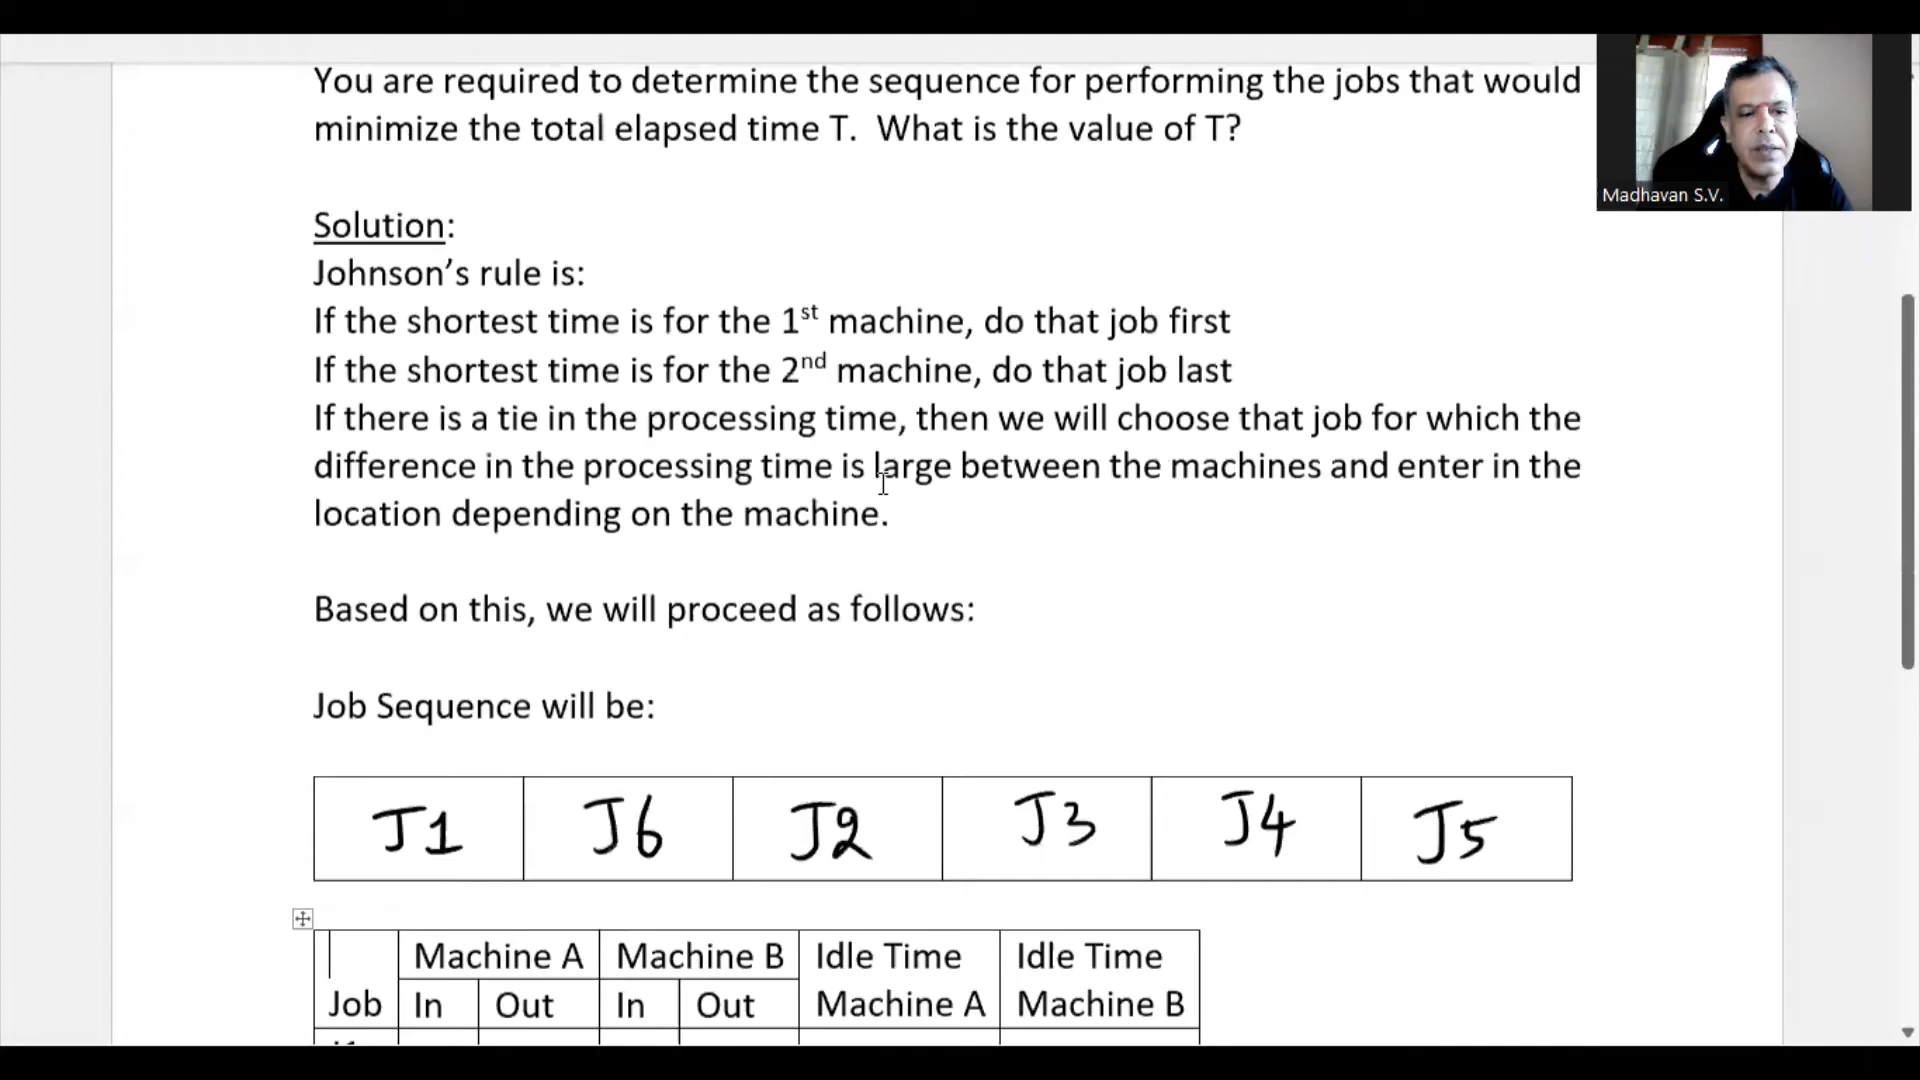 You are required to determine the sequence for performing the jobs that would
minimize the total elapsed time T.  What is the value of T?
Madhavan S.V.
Solution:
Johnson’s rule is:
If the shortest time is for the 1st machine, do that job first
If the shortest time is for the 2nd machine, do that job last
If there is a tie in the processing time, then we will choose that job for which the
difference in the processing time is large between the machines and enter in the
location depending on the machine.
Based on this, we will proceed as follows:
Job Sequence will be:
J1 J6 J2 J3 J4 J5
Machine A Machine B Idle Time Idle Time
Job In Out In Out Machine A Machine B